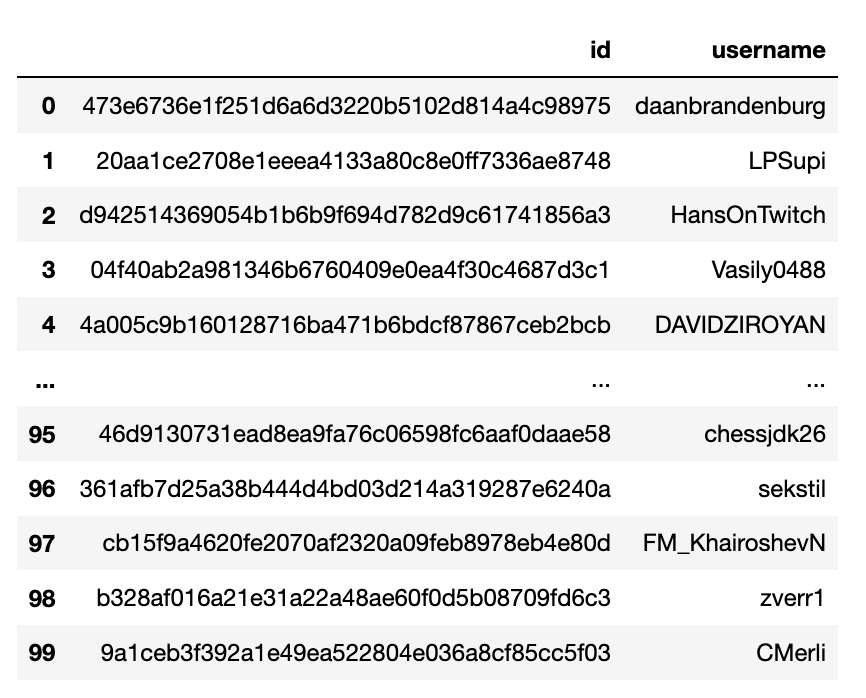 id username
0 473e6736e1f251d6a6d3220b5102d814a4c98975 daanbrandenburg
1 20aa1ce2708e1eeea4133a80c8e0ff7336ae8748 LPSupi
2 d942514369054b1b6b9f694d782d9c61741856a3 HansOnTwitch
3 04f40ab2a981346b6760409e0ea4f30c4687d3c1 Vasily0488
4 4a005c9b160128716ba471b6bdcf87867ceb2bcb DAVIDZIROYAN
... ... ...
95 46d9130731ead8ea9fa76c06598fc6aaf0daae58 chessjdk26
96 361afb7d25a38b444d4bd03d214a319287e6240a sekstil
97 cb15f9a4620fe2070af2320a09feb8978eb4e80d FM_KhairoshevN
98 b328af016a21e31a22a48ae60f0d5b08709fd6c3 zverr1
99 9a1ceb3f392a1e49ea522804e036a8cf85cc5f03 CMerli